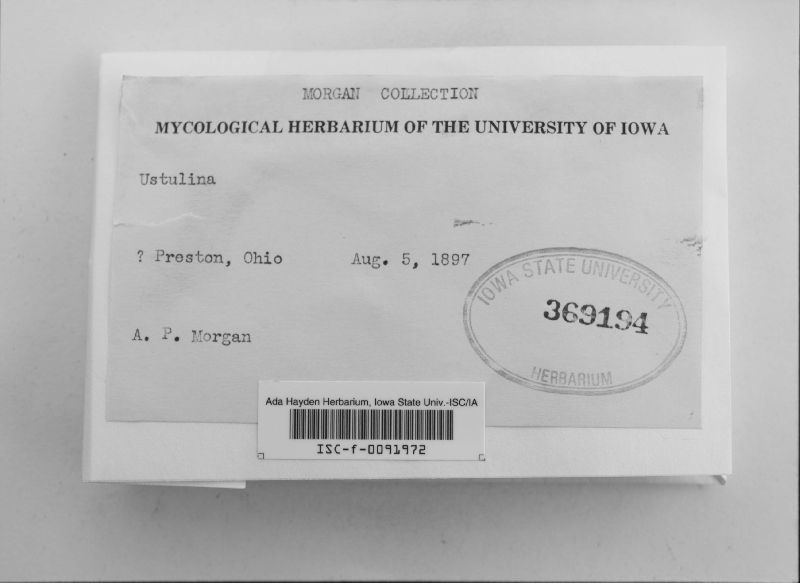 MORGAN COLLECTION
MYCOLOGICAL HERBARIUM OF THE UNIVERSITY OF IOWA
Ustulina
? Preston, Ohio Aug. 5, 1897
IOWA STATE UNIVERSITY
369194
HERBARIUM
A. P. Morgan
Ada Hayden Herbarium, Iowa State Univ.-ISC/IA
ISC-f-0091972